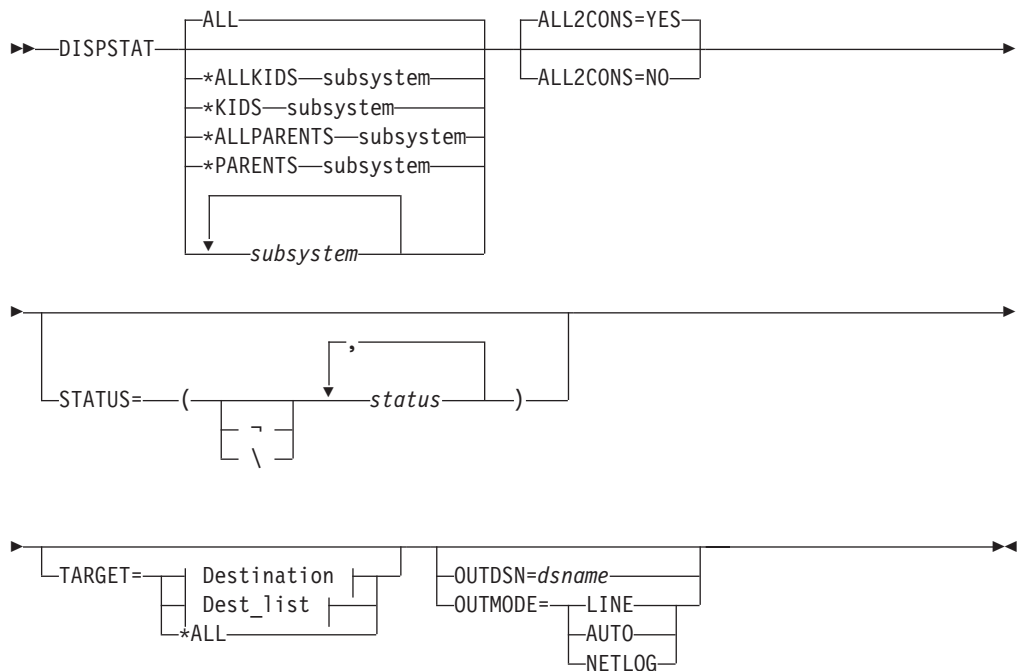 ALL ALL2CONS=YES
DISPSTAT
*ALLKIDS subsystem ALL2CONS=NO
*KIDS subsystem
*ALLPARENTS subsystem
*PARENTS subsystem
subsystem
,
STATUS= ( status )
¬
\
TARGET= Destination OUTDSN=dsname
Dest_list OUTMODE= LINE
*ALL AUTO
NETLOG